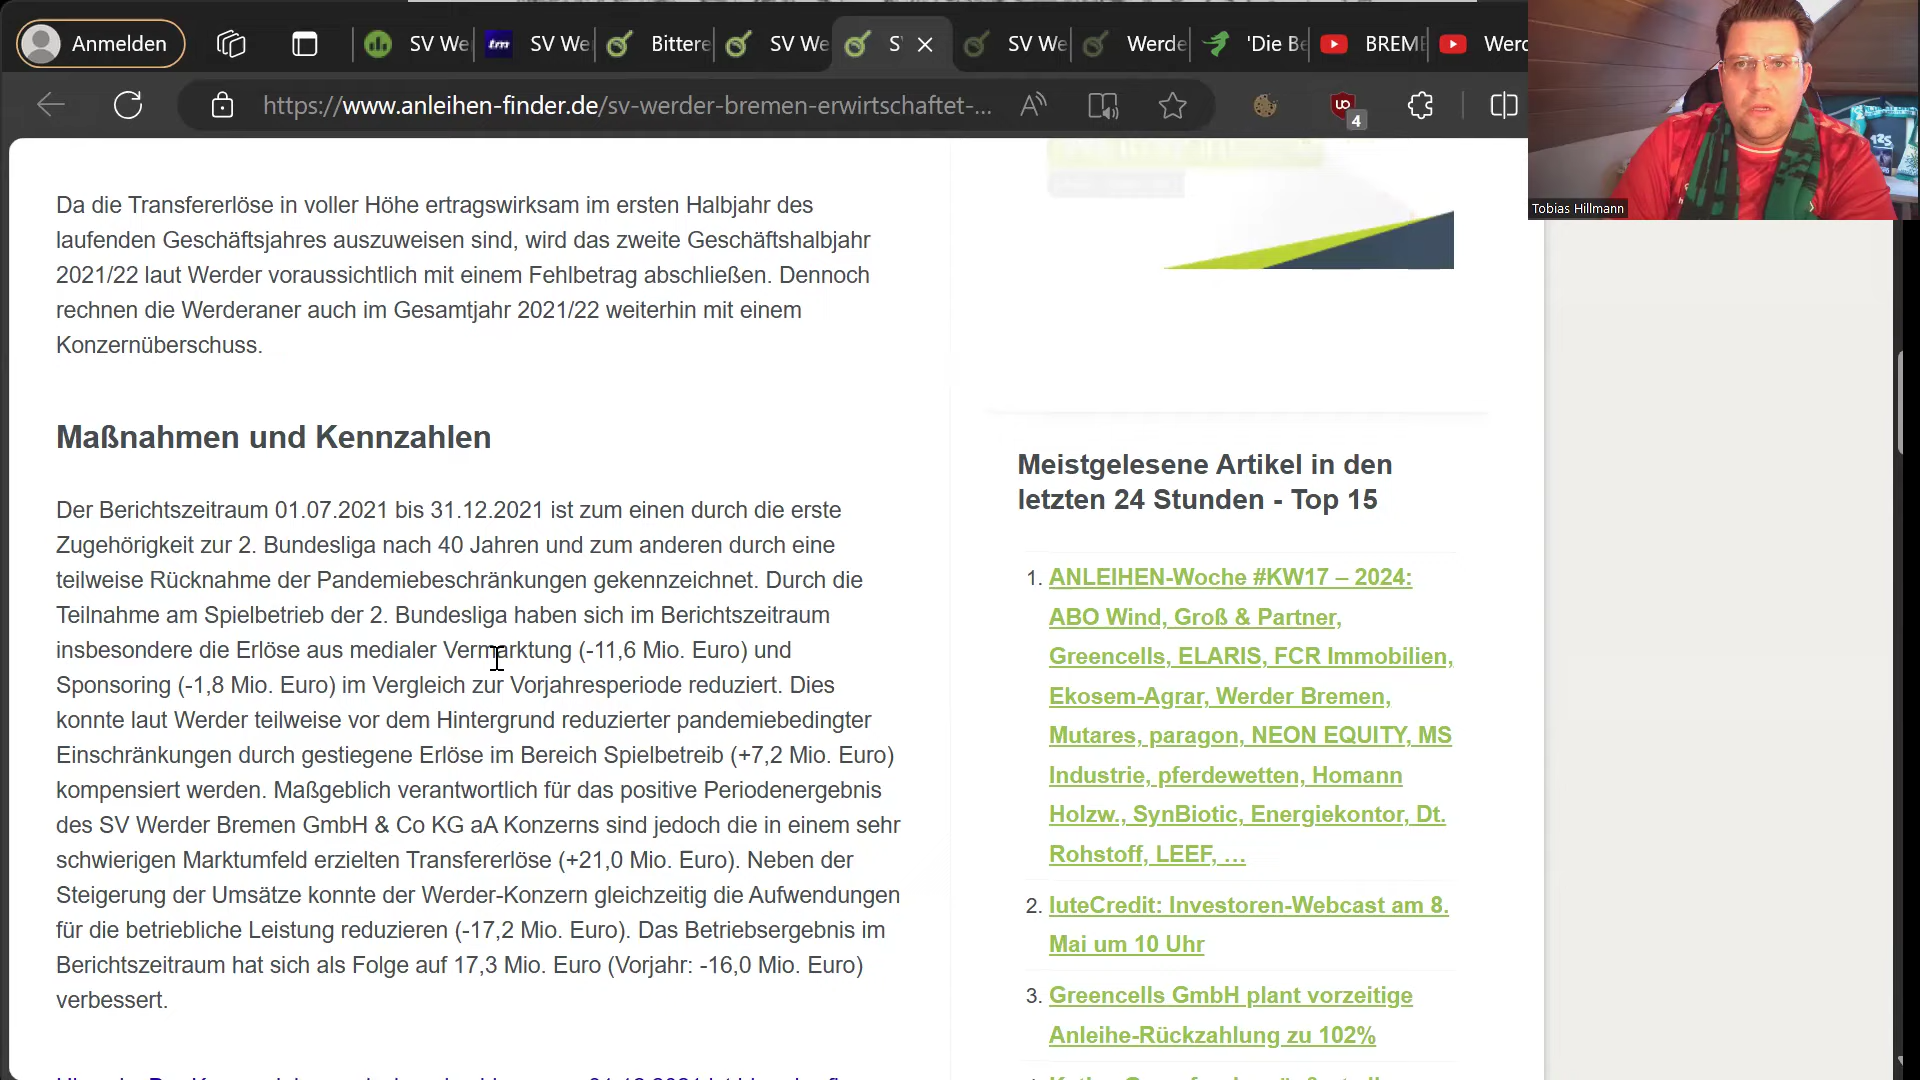 Anmelden
SV We
tm
SV We
Bittere
SV We
S
SV We
Werde
'Die Be
BREM
Werd
https://www.anleihen-finder.de/sv-werder-bremen-erwirtschaftet-...
UO
4
125
Tobias Hillmann
Da die Transfererlöse in voller Höhe ertragswirksam im ersten Halbjahr des
laufenden Geschäftsjahres auszuweisen sind, wird das zweite Geschäftshalbjahr
2021/22 laut Werder voraussichtlich mit einem Fehlbetrag abschließen. Dennoch
rechnen die Werderaner auch im Gesamtjahr 2021/22 weiterhin mit einem
Konzernüberschuss.
Maßnahmen und Kennzahlen
Der Berichtszeitraum 01.07.2021 bis 31.12.2021 ist zum einen durch die erste
Zugehörigkeit zur 2. Bundesliga nach 40 Jahren und zum anderen durch eine
teilweise Rücknahme der Pandemiebeschränkungen gekennzeichnet. Durch die
Teilnahme am Spielbetrieb der 2. Bundesliga haben sich im Berichtszeitraum
insbesondere die Erlöse aus medialer Vermarktung (-11,6 Mio. Euro) und
Sponsoring (-1,8 Mio. Euro) im Vergleich zur Vorjahresperiode reduziert. Dies
konnte laut Werder teilweise vor dem Hintergrund reduzierter pandemiebedingter
Einschränkungen durch gestiegene Erlöse im Bereich Spielbetreib (+7,2 Mio. Euro)
kompensiert werden. Maßgeblich verantwortlich für das positive Periodenergebnis
des SV Werder Bremen GmbH & Co KG aA Konzerns sind jedoch die in einem sehr
schwierigen Marktumfeld erzielten Transfererlöse (+21,0 Mio. Euro). Neben der
Steigerung der Umsätze konnte der Werder-Konzern gleichzeitig die Aufwendungen
für die betriebliche Leistung reduzieren (-17,2 Mio. Euro). Das Betriebsergebnis im
Berichtszeitraum hat sich als Folge auf 17,3 Mio. Euro (Vorjahr: -16,0 Mio. Euro)
verbessert.
Meistgelesene Artikel in den
letzten 24 Stunden - Top 15
1. ANLEIHEN-Woche #KW17 – 2024:
ABO Wind, Groß & Partner,
Greencells, ELARIS, FCR Immobilien,
Ekosem-Agrar, Werder Bremen,
Mutares, paragon, NEON EQUITY, MS
Industrie, pferdewetten, Homann
Holzw., SynBiotic, Energiekontor, Dt.
Rohstoff, LEEF, …
2. IuteCredit: Investoren-Webcast am 8.
Mai um 10 Uhr
3. Greencells GmbH plant vorzeitige
Anleihe-Rückzahlung zu 102%